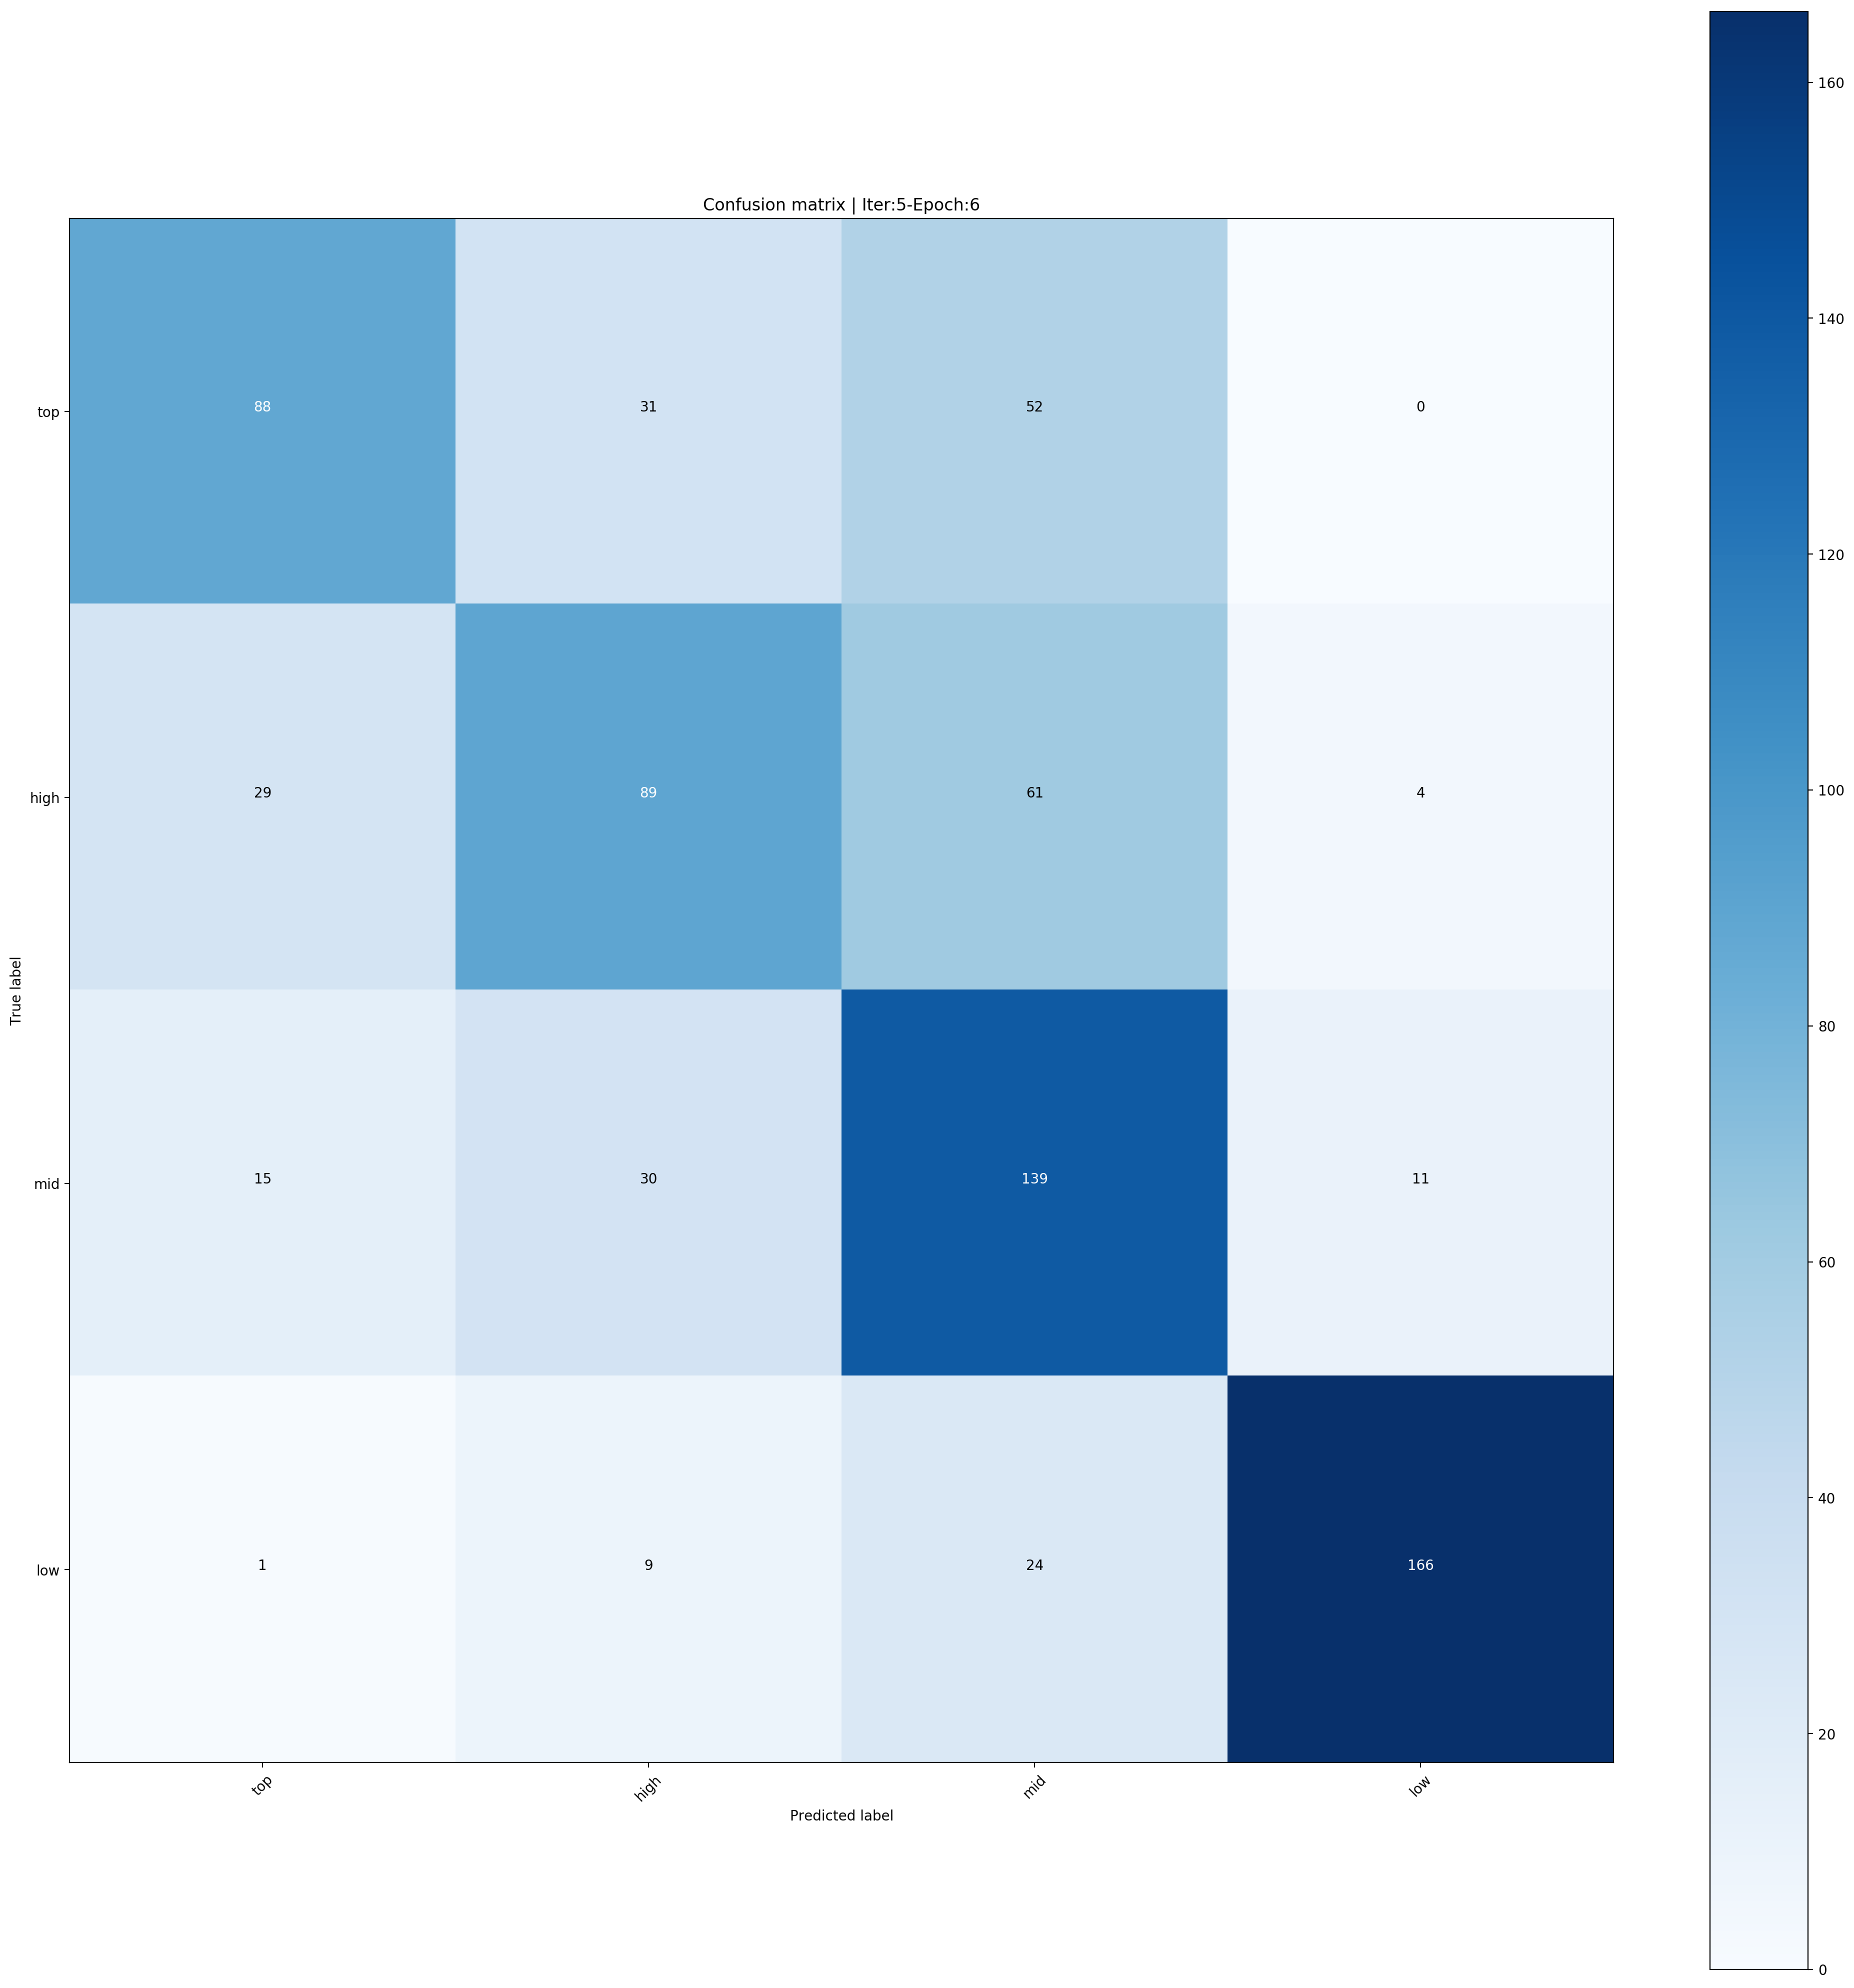 Confusion matrix | Iter:5-Epoch:6
True label
top
88 31 52 0
high
29 89 61 4
mid
15 30 139 11
low
1 9 24 166
top high mid low
Predicted label
160
140
120
100
80
60
40
20
0